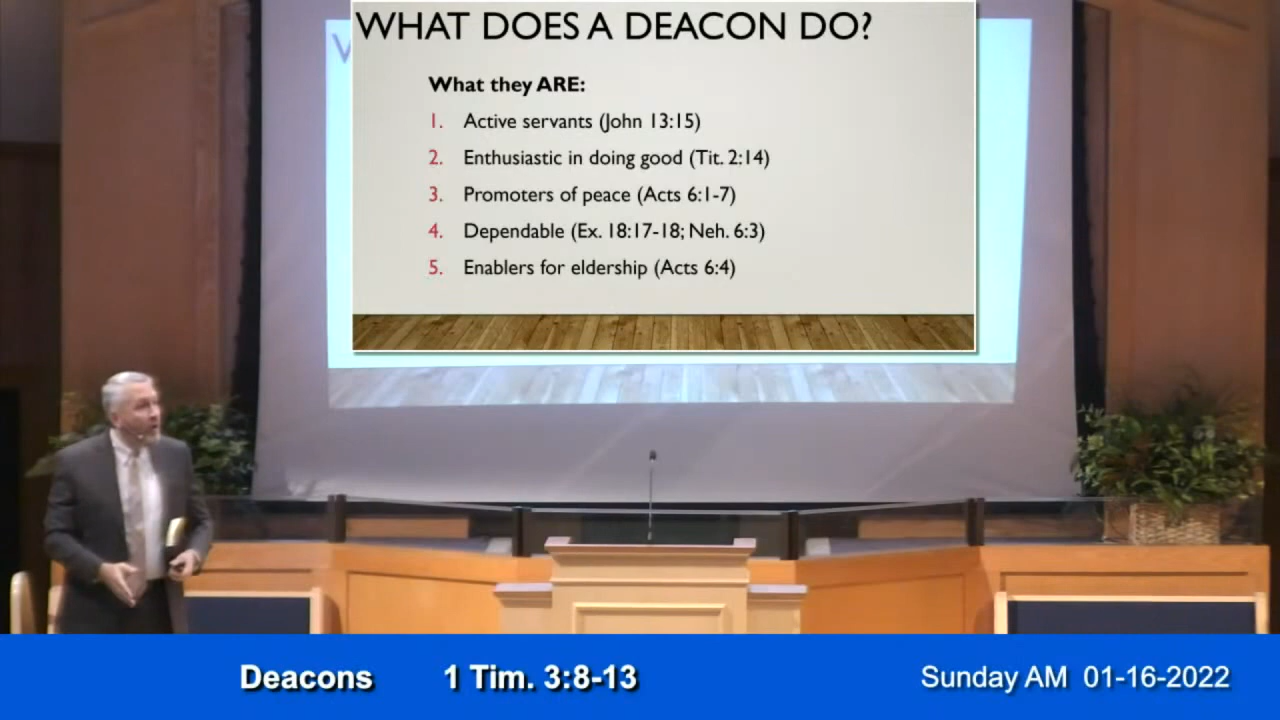 WHAT DOES A DEACON DO?
What they ARE:
1. Active servants (John 13:15)
2. Enthusiastic in doing good (Tit. 2:14)
3. Promoters of peace (Acts 6:1-7)
4. Dependable (Ex. 18:17-18; Neh. 6:3)
5. Enablers for eldership (Acts 6:4)
Deacons 1 Tim. 3:8-13 Sunday AM 01-16-2022